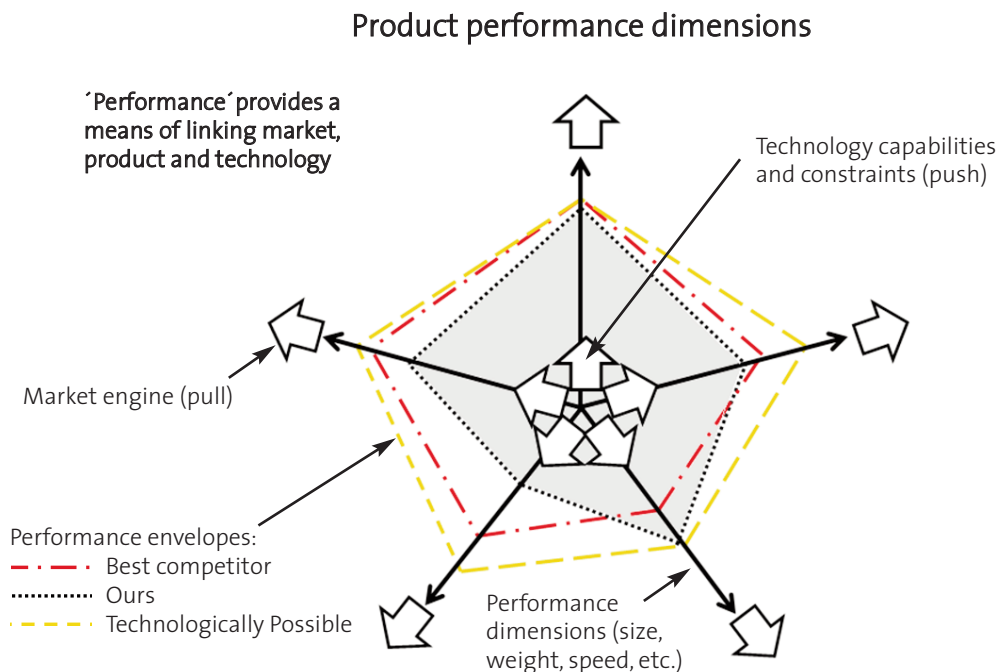 Product performance dimensions
´Performance´ provides a
means of linking market,
product and technology
Technology capabilities
and constraints (push)
Market engine (pull)
Performance envelopes:
Best competitor
Ours
Technologically Possible
Performance
dimensions (size,
weight, speed, etc.)